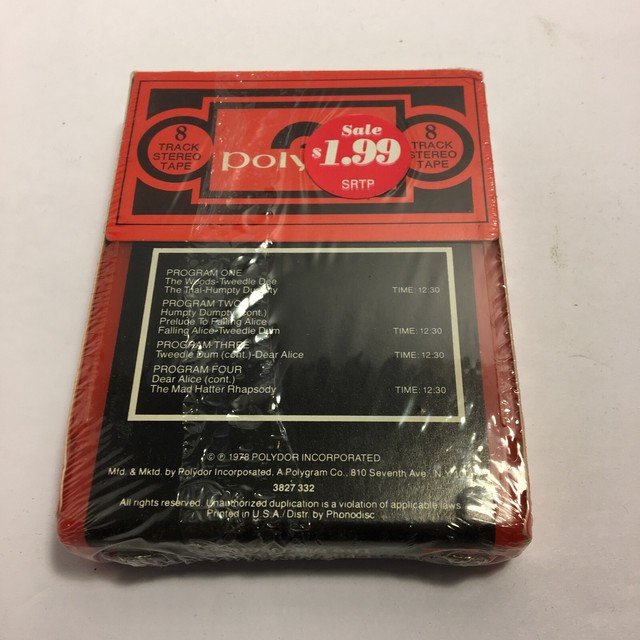 8
TRACK
STEREO
TAPE
poly
Sale
$1.99
SRTP
8
TRACK
STEREO
TAPE
PROGRAM ONE
The Woods-Tweedle Dee
The Trial-Humpty Dumpty TIME: 12:30
PROGRAM TWO
Humpty Dumpty (cont.)
Prelude To Falling Alice
Falling Alice-Tweedle Dum TIME: 12:30
PROGRAM THREE
Tweedle Dum (cont.)-Dear Alice TIME: 12:30
PROGRAM FOUR
Dear Alice (cont.)
The Mad Hatter Rhapsody TIME: 12:30
© ℗ 1978 POLYDOR INCORPORATED
Mfd. & Mktd. by Polydor Incorporated, A Polygram Co., 810 Seventh Ave., N.Y.
3827 332
All rights reserved. Unauthorized duplication is a violation of applicable laws
Printed in U.S.A./Distr. by Phonodisc